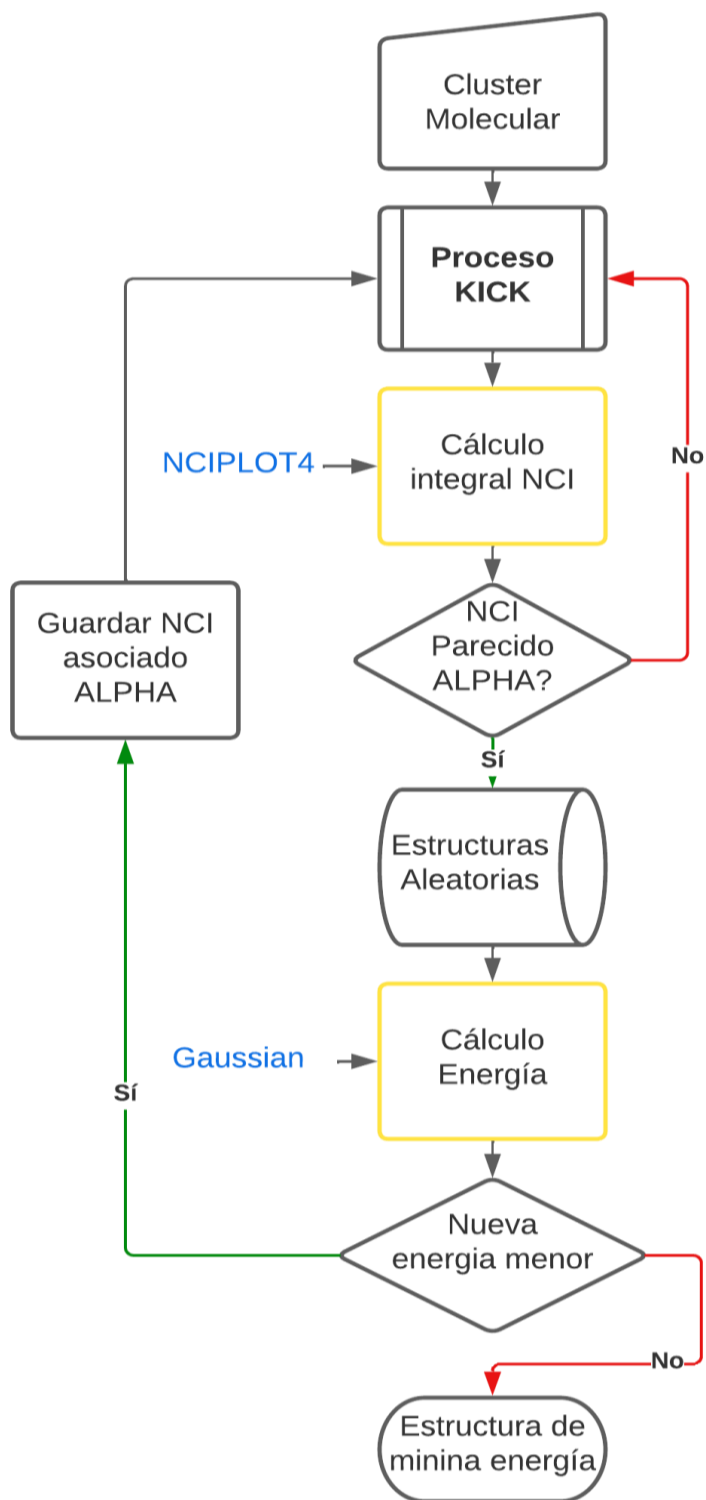 Cluster
Molecular
Proceso
KICK
No
NCIPLOT4
Cálculo
integral NCI
Guardar NCI
asociado
ALPHA
NCI
Parecido
ALPHA?
Sí
Estructuras
Aleatorias
Gaussian
Cálculo
Energía
Sí
Nueva
energia menor
No
Estructura de
minina energía